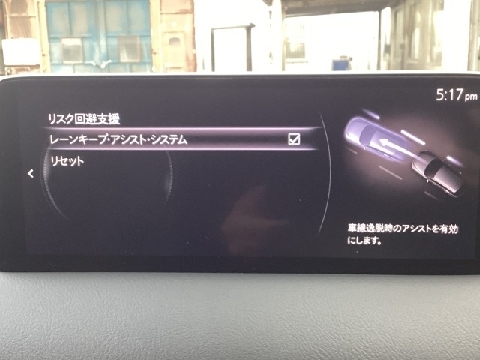 5:17 pm
リスク回避支援
レーンキープ・アシスト・システム
リセット
車線逸脱時のアシストを有効
にします。